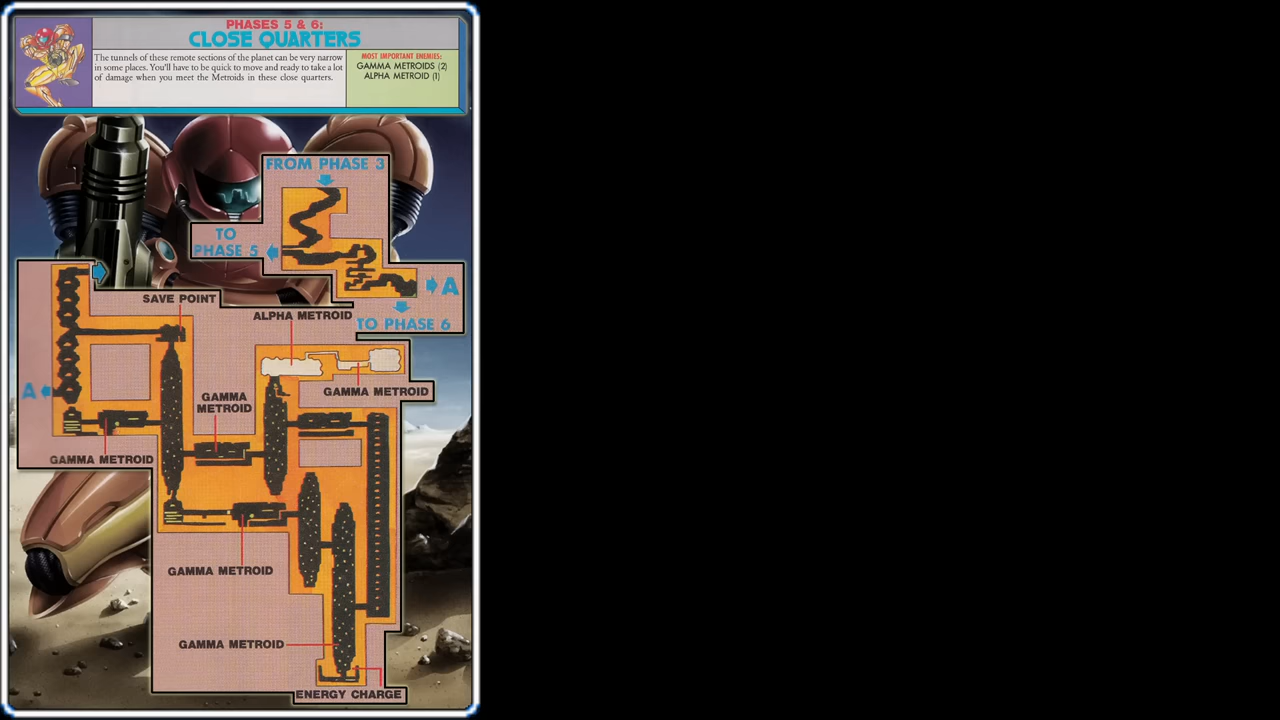 PHASES 5 & 6:
CLOSE QUARTERS
The tunnels of these remote sections of the planet can be very narrow
in some places. You'll have to be quick to move and ready to take a lot
of damage when you meet the Metroids in these close quarters.
MOST IMPORTANT ENEMIES:
GAMMA METROIDS (2)
ALPHA METROID (1)
FROM PHASE 3
TO
PHASE 5
A
TO PHASE 6
SAVE POINT
ALPHA METROID
A
GAMMA METROID
GAMMA
METROID
GAMMA METROID
GAMMA METROID
GAMMA METROID
ENERGY CHARGE